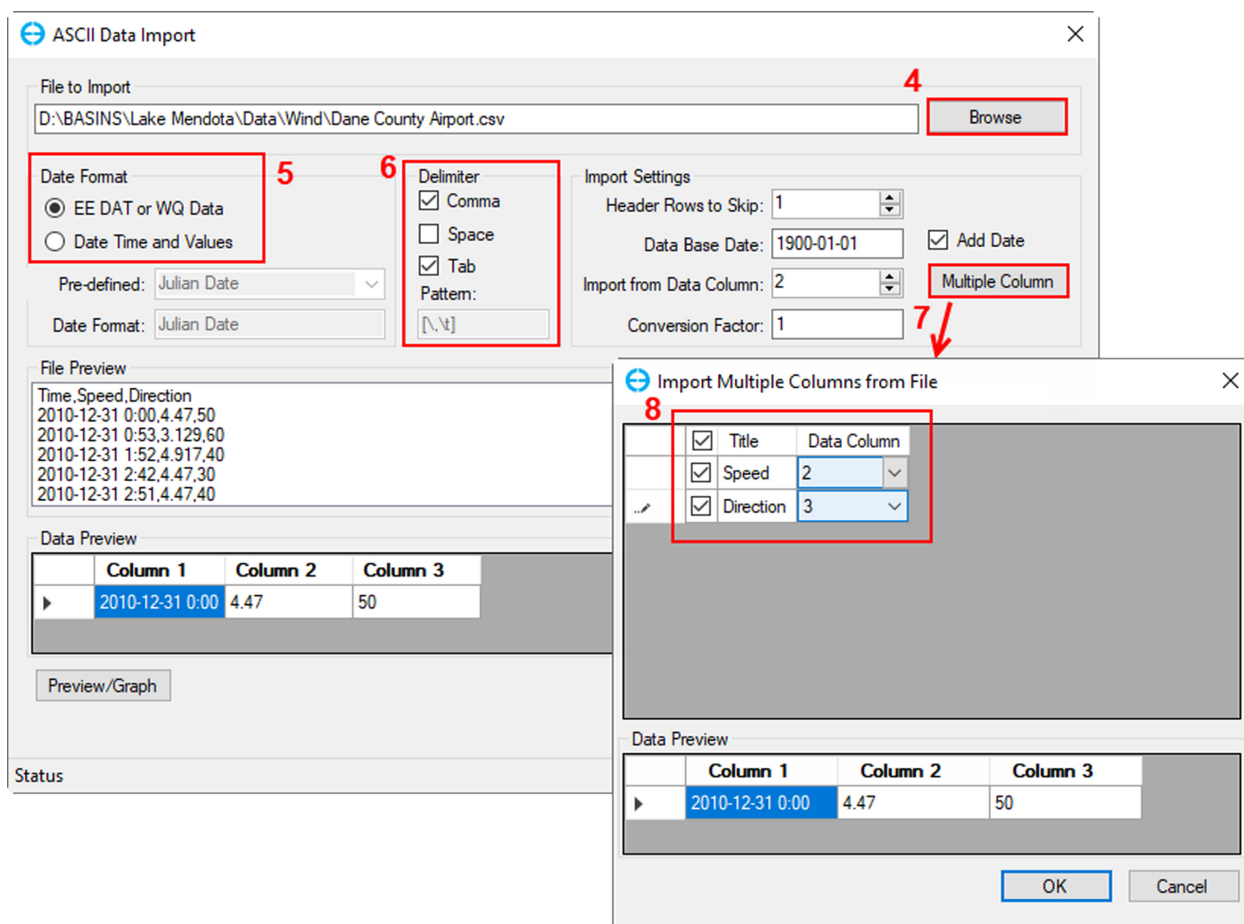 ASCII Data Import
File to Import
4
D:\BASINS\Lake Mendota\Data\Wind\Dane County Airport.csv
Browse
Date Format
5
EE DAT or WQ Data
Date Time and Values
Pre-defined: Julian Date
Date Format: Julian Date
6
Delimiter
Comma
Space
Tab
Pattern:
[\,\t]
Import Settings
Header Rows to Skip: 1
Data Base Date: 1900-01-01
Add Date
Import from Data Column: 2
Multiple Column
Conversion Factor: 1
7
File Preview
Time,Speed,Direction
2010-12-31 0:00,4.47,50
2010-12-31 0:53,3.129,60
2010-12-31 1:52,4.917,40
2010-12-31 2:42,4.47,30
2010-12-31 2:51,4.47,40
Data Preview
Column 1 Column 2 Column 3
2010-12-31 0:00 4.47 50
Preview/Graph
Status
Import Multiple Columns from File
8
Title Data Column
Speed 2
Direction 3
Data Preview
Column 1 Column 2 Column 3
2010-12-31 0:00 4.47 50
OK Cancel